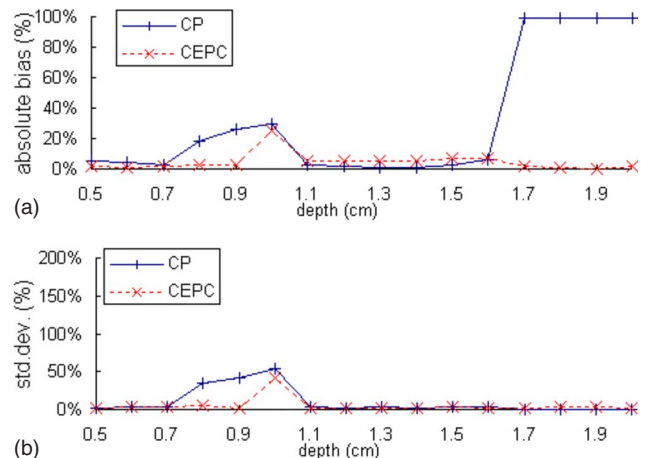 100%
80%
60%
40%
20%
0%
absolute bias (%)
CP
CEPC
0.5 0.7 0.9 1.1 1.3 1.5 1.7 1.9
depth (cm)
(a)
200%
150%
100%
50%
0%
std.dev. (%)
CP
CEPC
0.5 0.7 0.9 1.1 1.3 1.5 1.7 1.9
depth (cm)
(b)